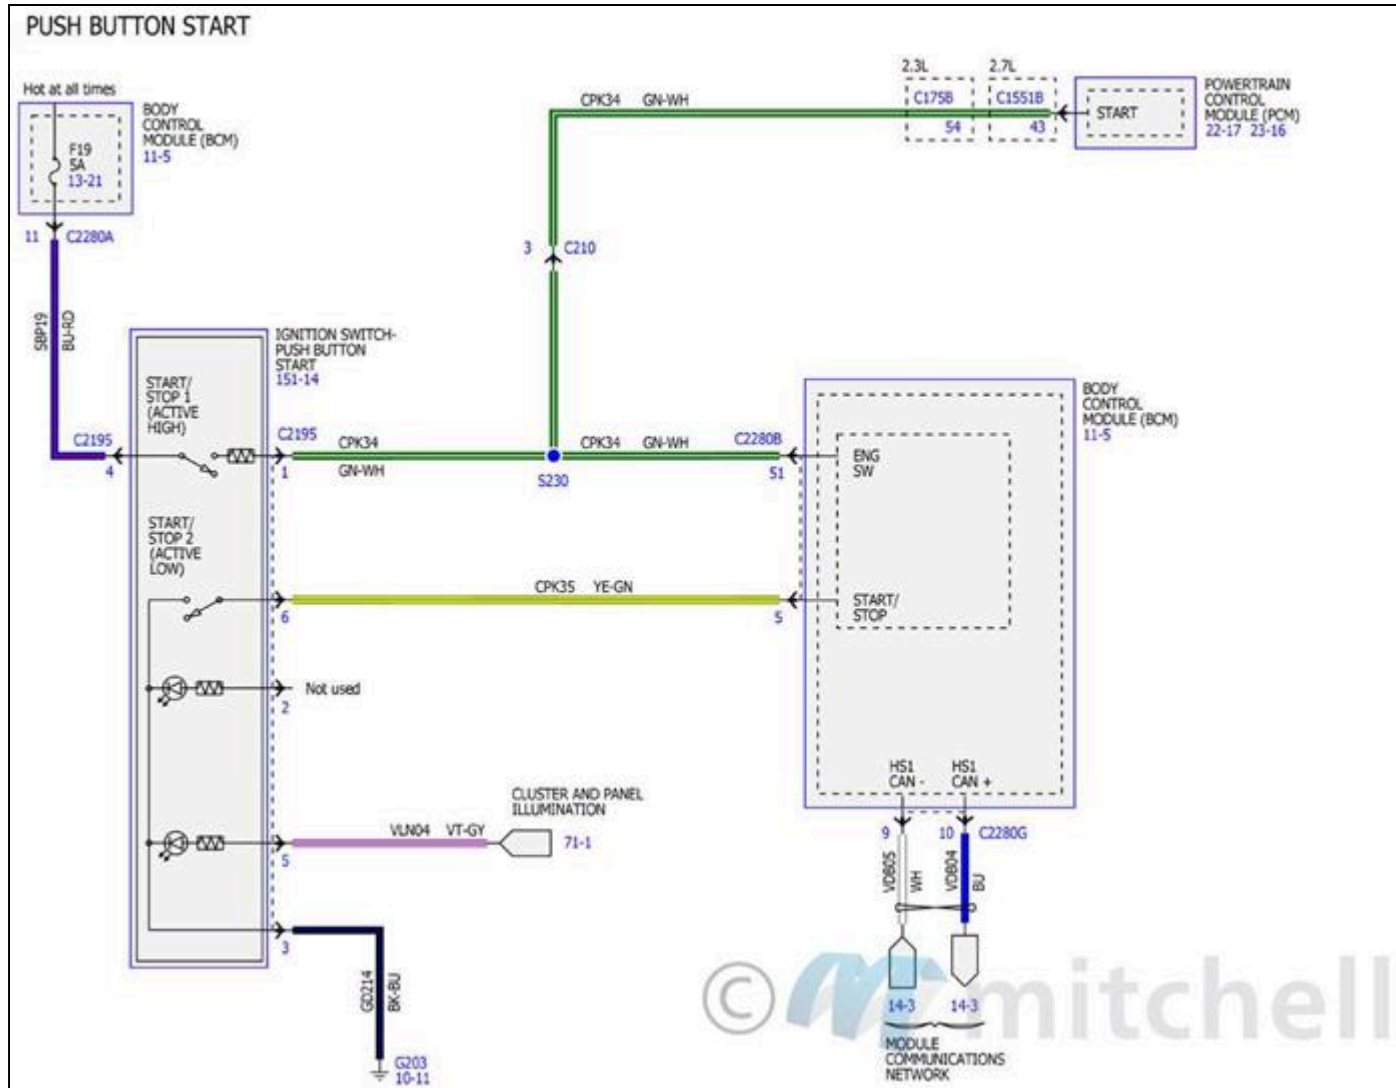 PUSH BUTTON START
Hot at all times
BODY
CONTROL
MODULE (BCM)
11-5
F19
5A
13-21
11 C2280A
SBP19
BU-RD
2.3L
2.7L
CPK34 GN-WH
C175B
54
C1551B
43
START
POWERTRAIN
CONTROL
MODULE (PCM)
22-17 23-16
3 C210
IGNITION SWITCH-
PUSH BUTTON
START
151-14
START/
STOP 1
(ACTIVE
HIGH)
C2195
4
C2195
1
CPK34
GN-WH
S230
CPK34 GN-WH
C2280B
51
BODY
CONTROL
MODULE (BCM)
11-5
ENG
SW
START/
STOP 2
(ACTIVE
LOW)
6
CPK35 YE-GN
5
START/
STOP
2
Not used
5
VLN04 VT-GY
CLUSTER AND PANEL
ILLUMINATION
71-1
3
GD214
BK-BU
G203
10-11
HS1
CAN -
HS1
CAN +
9
10 C2280G
VDB05
WH
VDB04
BU
14-3
14-3
MODULE
COMMUNICATIONS
NETWORK
© mitchell